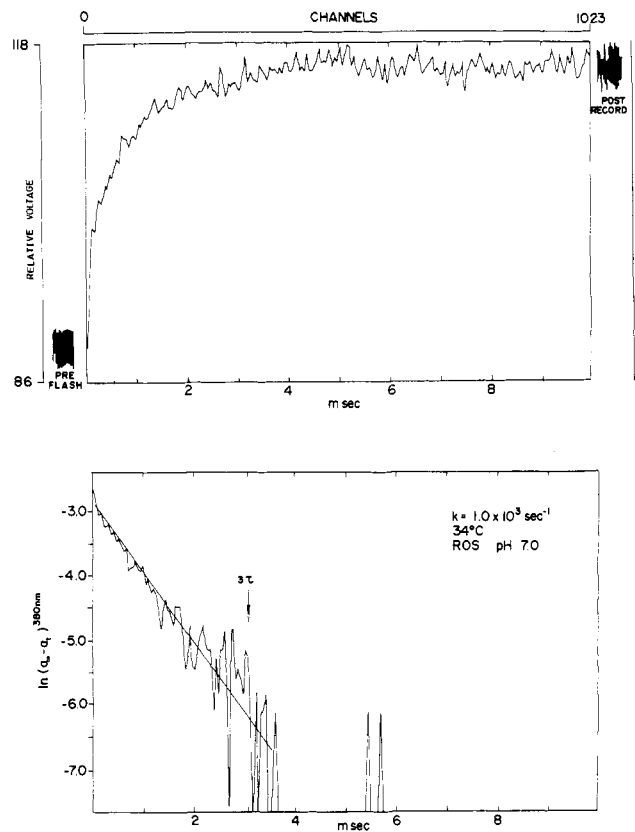 0 CHANNELS 1023
118
RELATIVE VOLTAGE
POST
RECORD
PRE
FLASH
86
2 4 6 8
m sec
-3.0
-4.0
-5.0
-6.0
-7.0
ln (a∞-aₜ)³⁸⁰ⁿᵐ
k = 1.0 x 10³ sec⁻¹
34°C
ROS pH 7.0
3τ
2 4 6 8
m sec